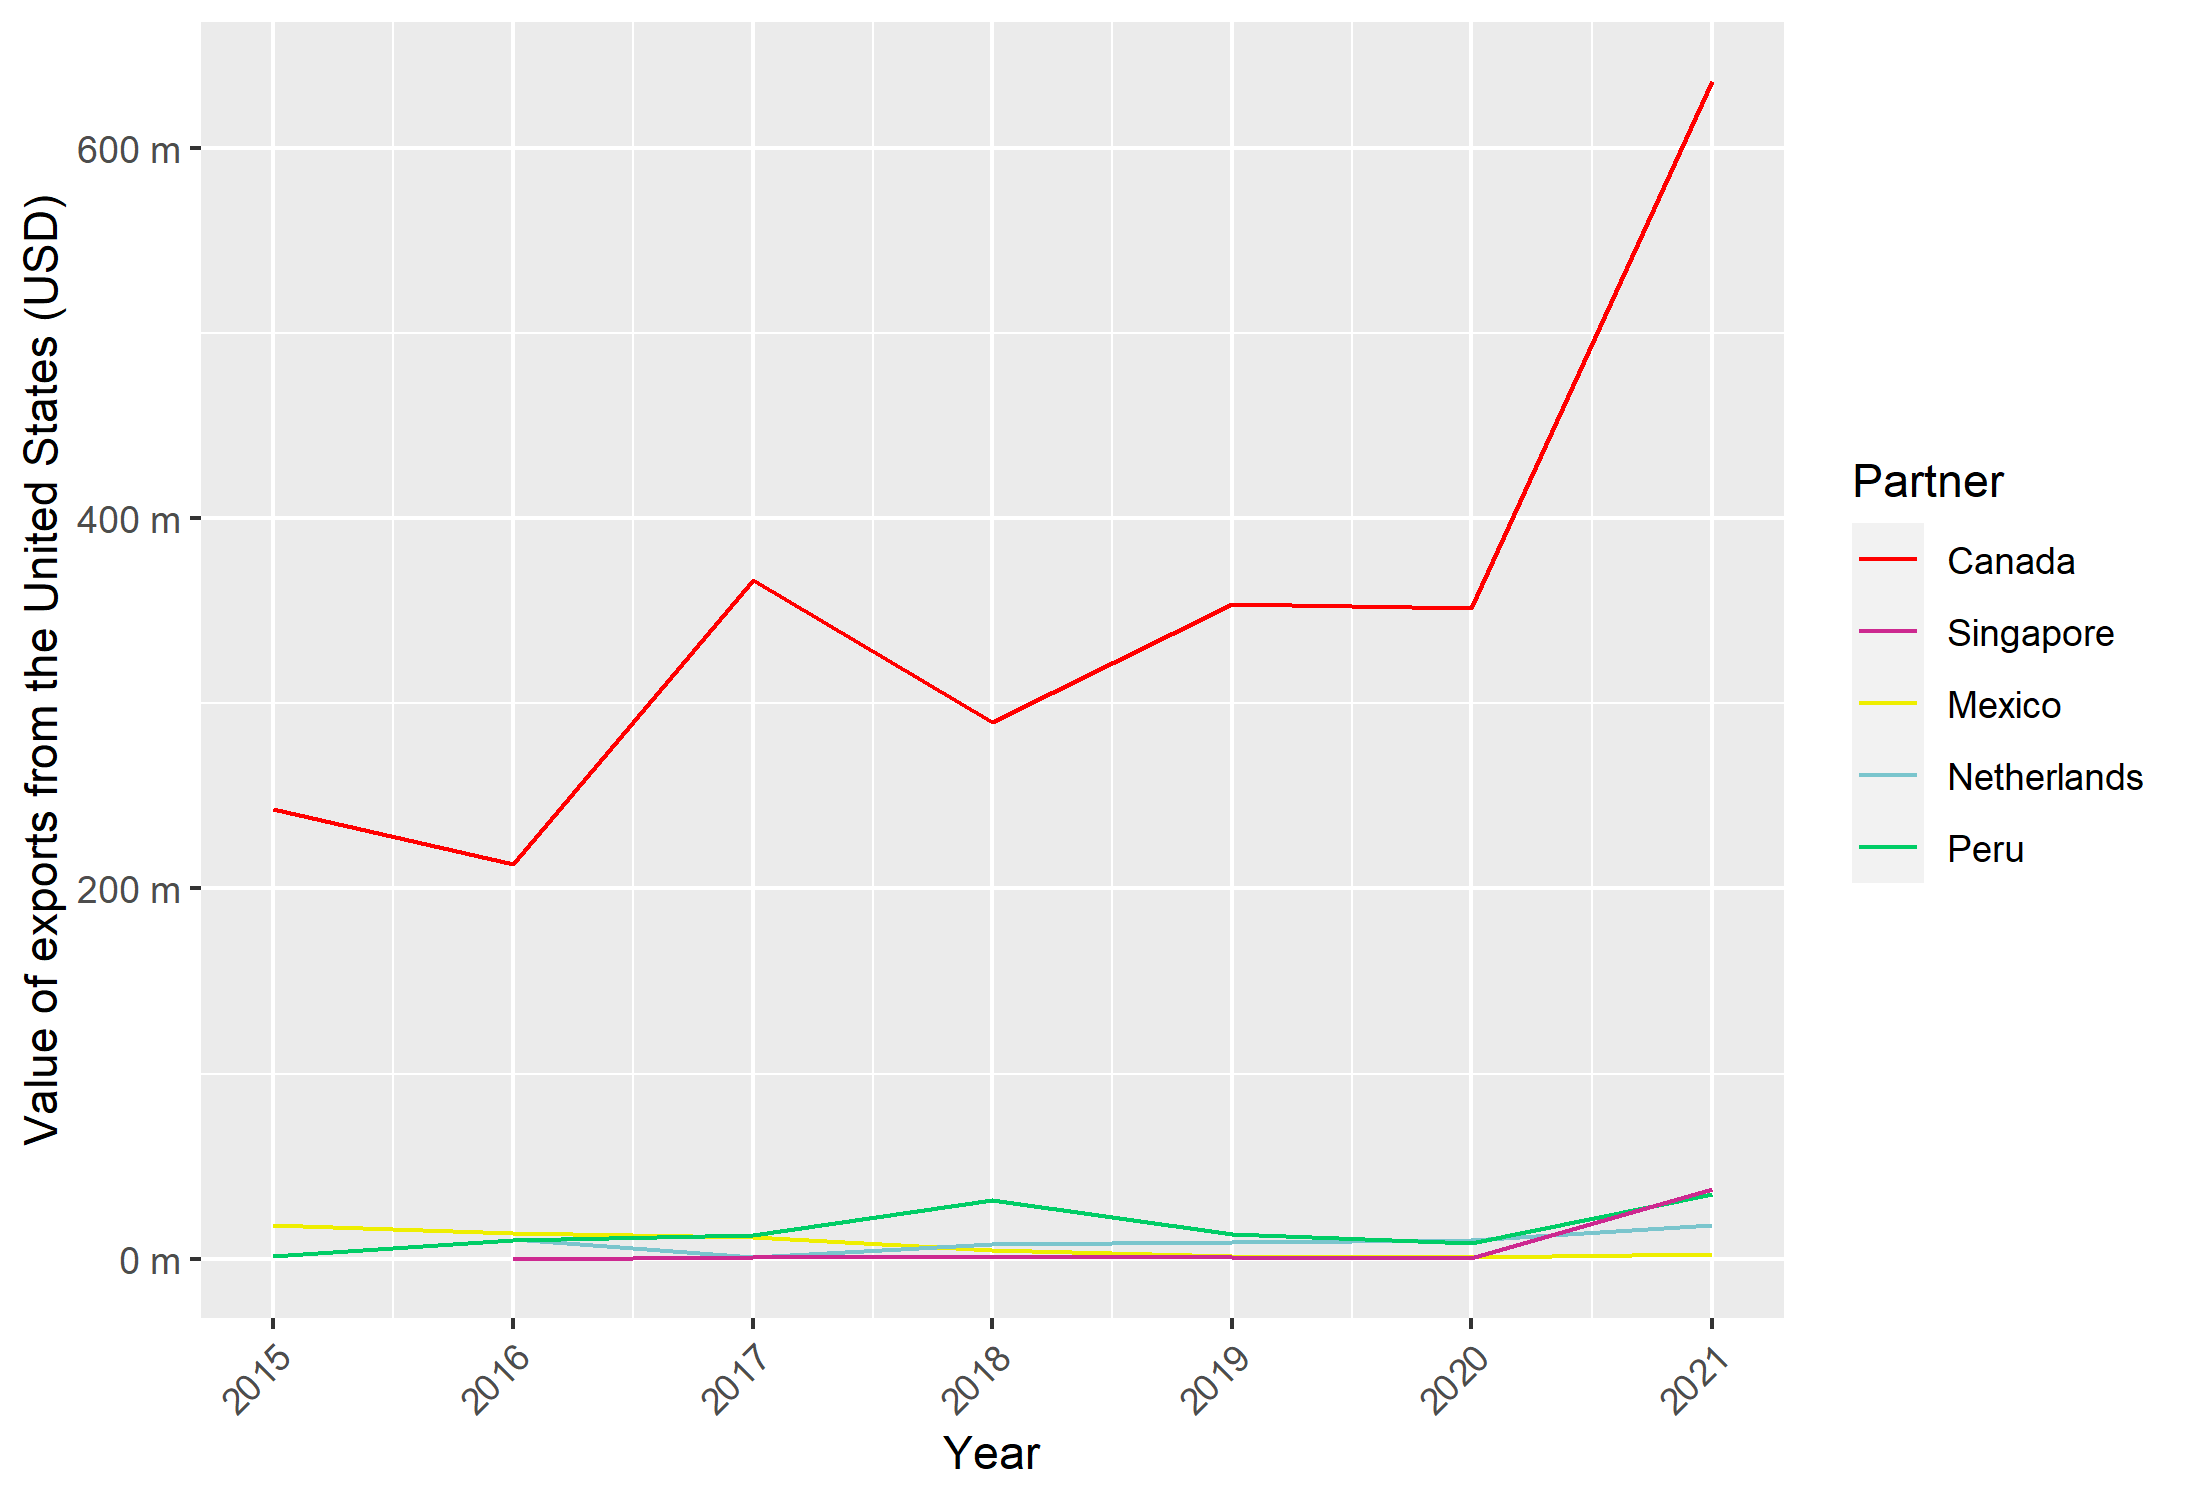 Value of exports from the United States (USD)
600 m
400 m
200 m
0 m
2015
2016
2017
2018
2019
2020
2021
Year
Partner
Canada
Singapore
Mexico
Netherlands
Peru